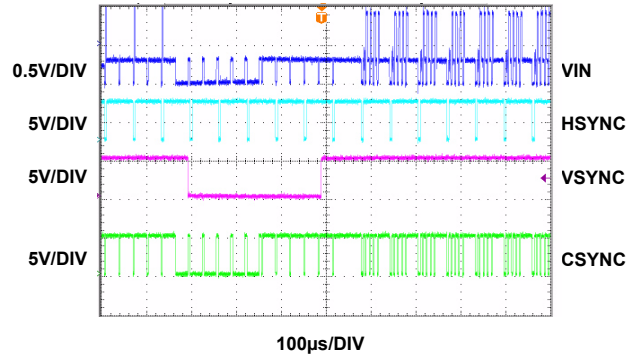 T
0.5V/DIV VIN
5V/DIV HSYNC
5V/DIV VSYNC
5V/DIV CSYNC
100µs/DIV